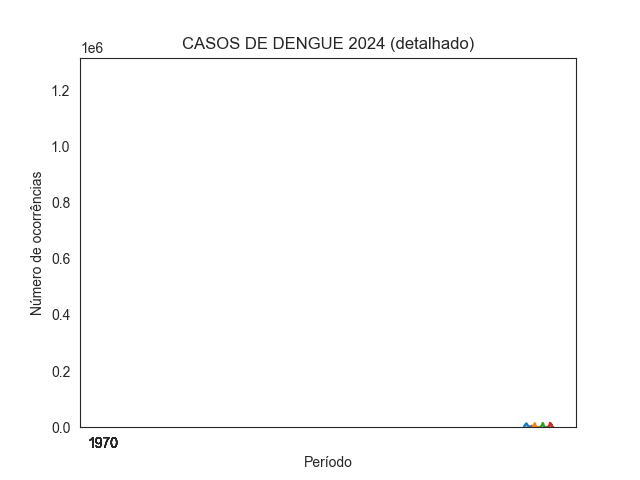 CASOS DE DENGUE 2024 (detalhado)
1e6
1.2
1.0
0.8
0.6
0.4
0.2
0.0
Número de ocorrências
1970
Período